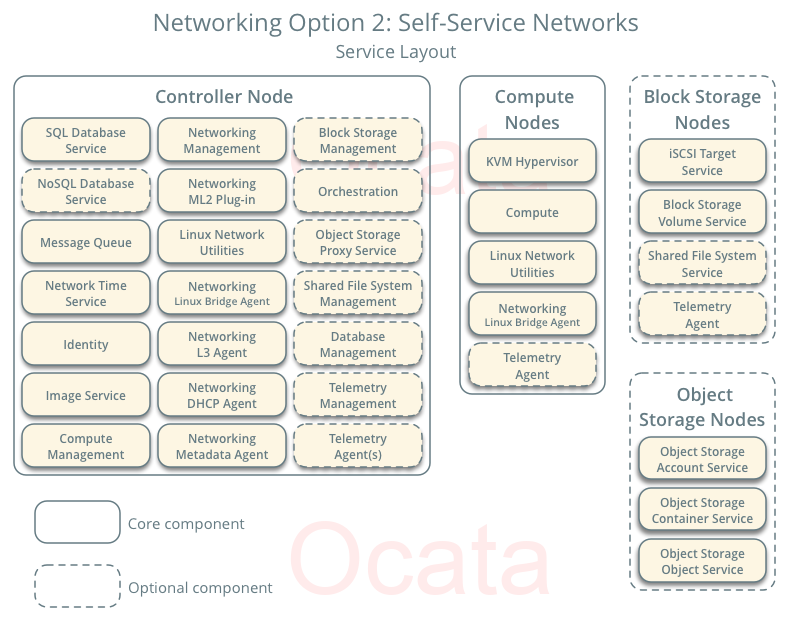 Networking Option 2: Self-Service Networks
Service Layout
Controller Node
SQL Database
Service
Networking
Management
Block Storage
Management
NoSQL Database
Service
Networking
ML2 Plug-in
Orchestration
Message Queue
Linux Network
Utilities
Object Storage
Proxy Service
Network Time
Service
Networking
Linux Bridge Agent
Shared File System
Management
Identity
Networking
L3 Agent
Database
Management
Image Service
Networking
DHCP Agent
Telemetry
Management
Compute
Management
Networking
Metadata Agent
Telemetry
Agent(s)
Compute
Nodes
KVM Hypervisor
Compute
Linux Network
Utilities
Networking
Linux Bridge Agent
Telemetry
Agent
Block Storage
Nodes
iSCSI Target
Service
Block Storage
Volume Service
Shared File System
Service
Telemetry
Agent
Object
Storage Nodes
Object Storage
Account Service
Object Storage
Container Service
Object Storage
Object Service
Core component
Optional component
Ocata